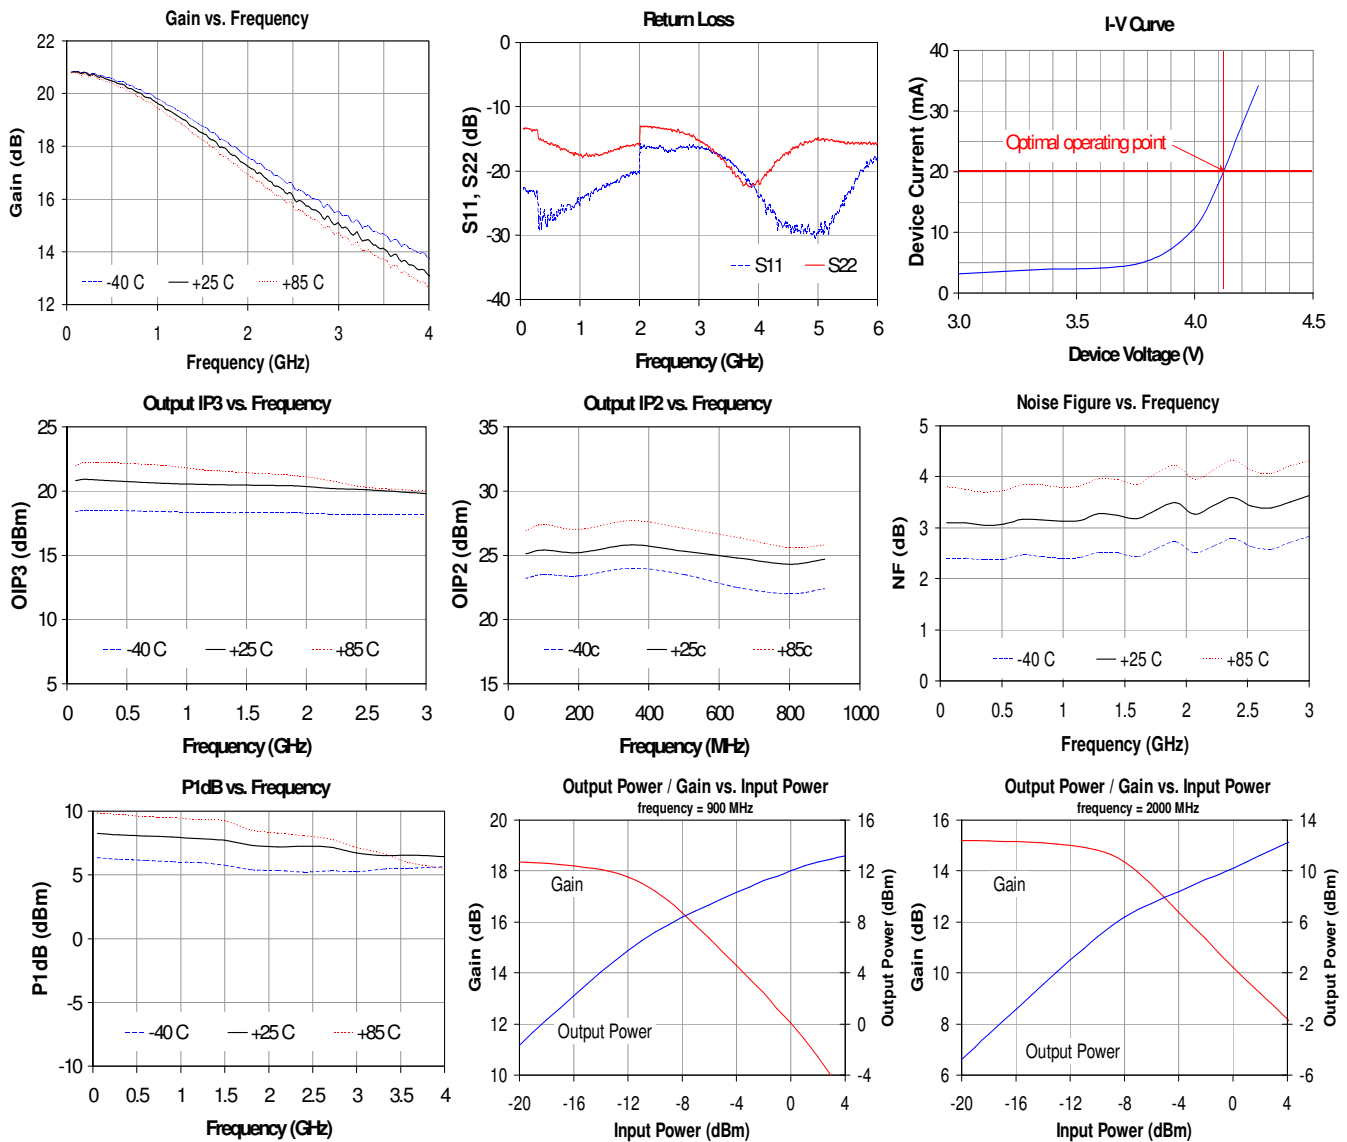 Gain vs. Frequency
22
20
18
16
14
12
Gain (dB)
-40 C
+25 C
+85 C
0 1 2 3 4
Frequency (GHz)
Return Loss
0
-10
-20
-30
-40
S11, S22 (dB)
S11
S22
0 1 2 3 4 5 6
Frequency (GHz)
I-V Curve
40
30
20
10
0
Device Current (mA)
Optimal operating point
3.0 3.5 4.0 4.5
Device Voltage (V)
Output IP3 vs. Frequency
25
20
15
10
5
OIP3 (dBm)
-40 C
+25 C
+85 C
0 0.5 1 1.5 2 2.5 3
Frequency (GHz)
Output IP2 vs. Frequency
35
30
25
20
15
OIP2 (dBm)
-40c
+25c
+85c
0 200 400 600 800 1000
Frequency (MHz)
Noise Figure vs. Frequency
5
4
3
2
1
0
NF (dB)
-40 C
+25 C
+85 C
0 0.5 1 1.5 2 2.5 3
Frequency (GHz)
P1dB vs. Frequency
10
5
0
-5
-10
P1dB (dBm)
-40 C
+25 C
+85 C
0 0.5 1 1.5 2 2.5 3 3.5 4
Frequency (GHz)
Output Power / Gain vs. Input Power
frequency = 900 MHz
20
18
16
14
12
10
Gain (dB)
Gain
Output Power
16
12
8
4
0
-4
Output Power (dBm)
-20 -16 -12 -8 -4 0 4
Input Power (dBm)
Output Power / Gain vs. Input Power
frequency = 2000 MHz
16
14
12
10
8
6
Gain (dB)
Gain
Output Power
14
10
6
2
-2
-6
Output Power (dBm)
-20 -16 -12 -8 -4 0 4
Input Power (dBm)